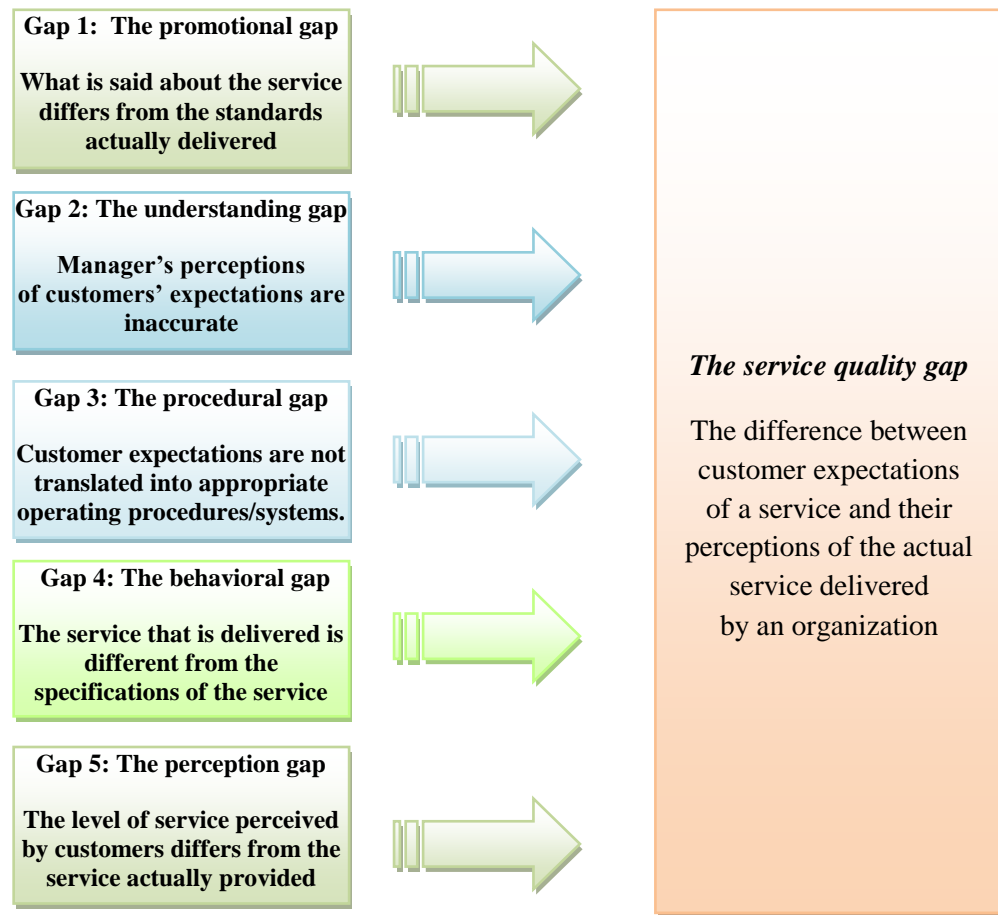 Gap 1:  The promotional gap
What is said about the service
differs from the standards
actually delivered
Gap 2: The understanding gap
Manager’s perceptions
of customers’ expectations are
inaccurate
Gap 3: The procedural gap
Customer expectations are not
translated into appropriate
operating procedures/systems.
Gap 4: The behavioral gap
The service that is delivered is
different from the
specifications of the service
Gap 5: The perception gap
The level of service perceived
by customers differs from the
service actually provided
The service quality gap
The difference between
customer expectations
of a service and their
perceptions of the actual
service delivered
by an organization